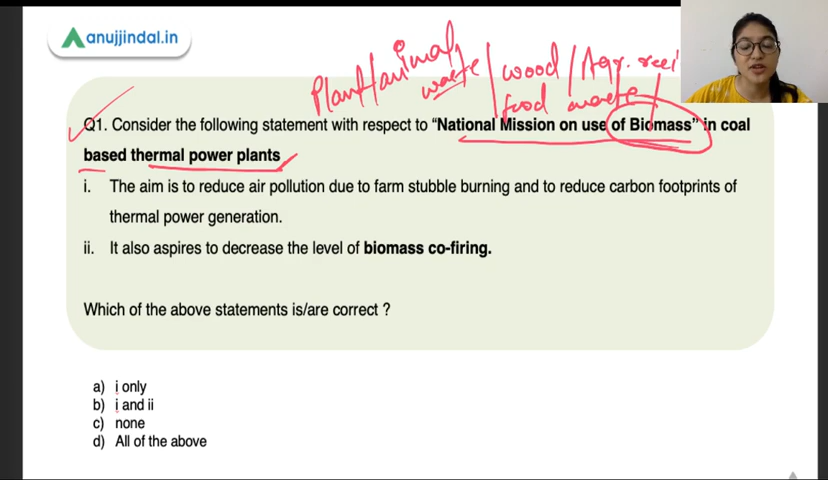 anujjindal.in
Plant/animal waste / wood / Agr.
food waste
Q1. Consider the following statement with respect to “National Mission on use of Biomass” in coal
based thermal power plants
i. The aim is to reduce air pollution due to farm stubble burning and to reduce carbon footprints of
thermal power generation.
ii. It also aspires to decrease the level of biomass co-firing.
Which of the above statements is/are correct ?
a) i only
b) i and ii
c) none
d) All of the above